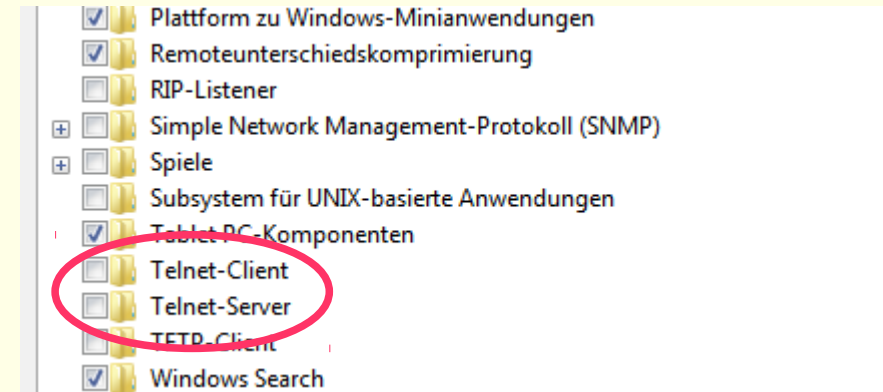 Plattform zu Windows-Minianwendungen
Remoteunterschiedskomprimierung
RIP-Listener
Simple Network Management-Protokoll (SNMP)
Spiele
Subsystem für UNIX-basierte Anwendungen
Tablet PC-Komponenten
Telnet-Client
Telnet-Server
TFTP-Client
Windows Search